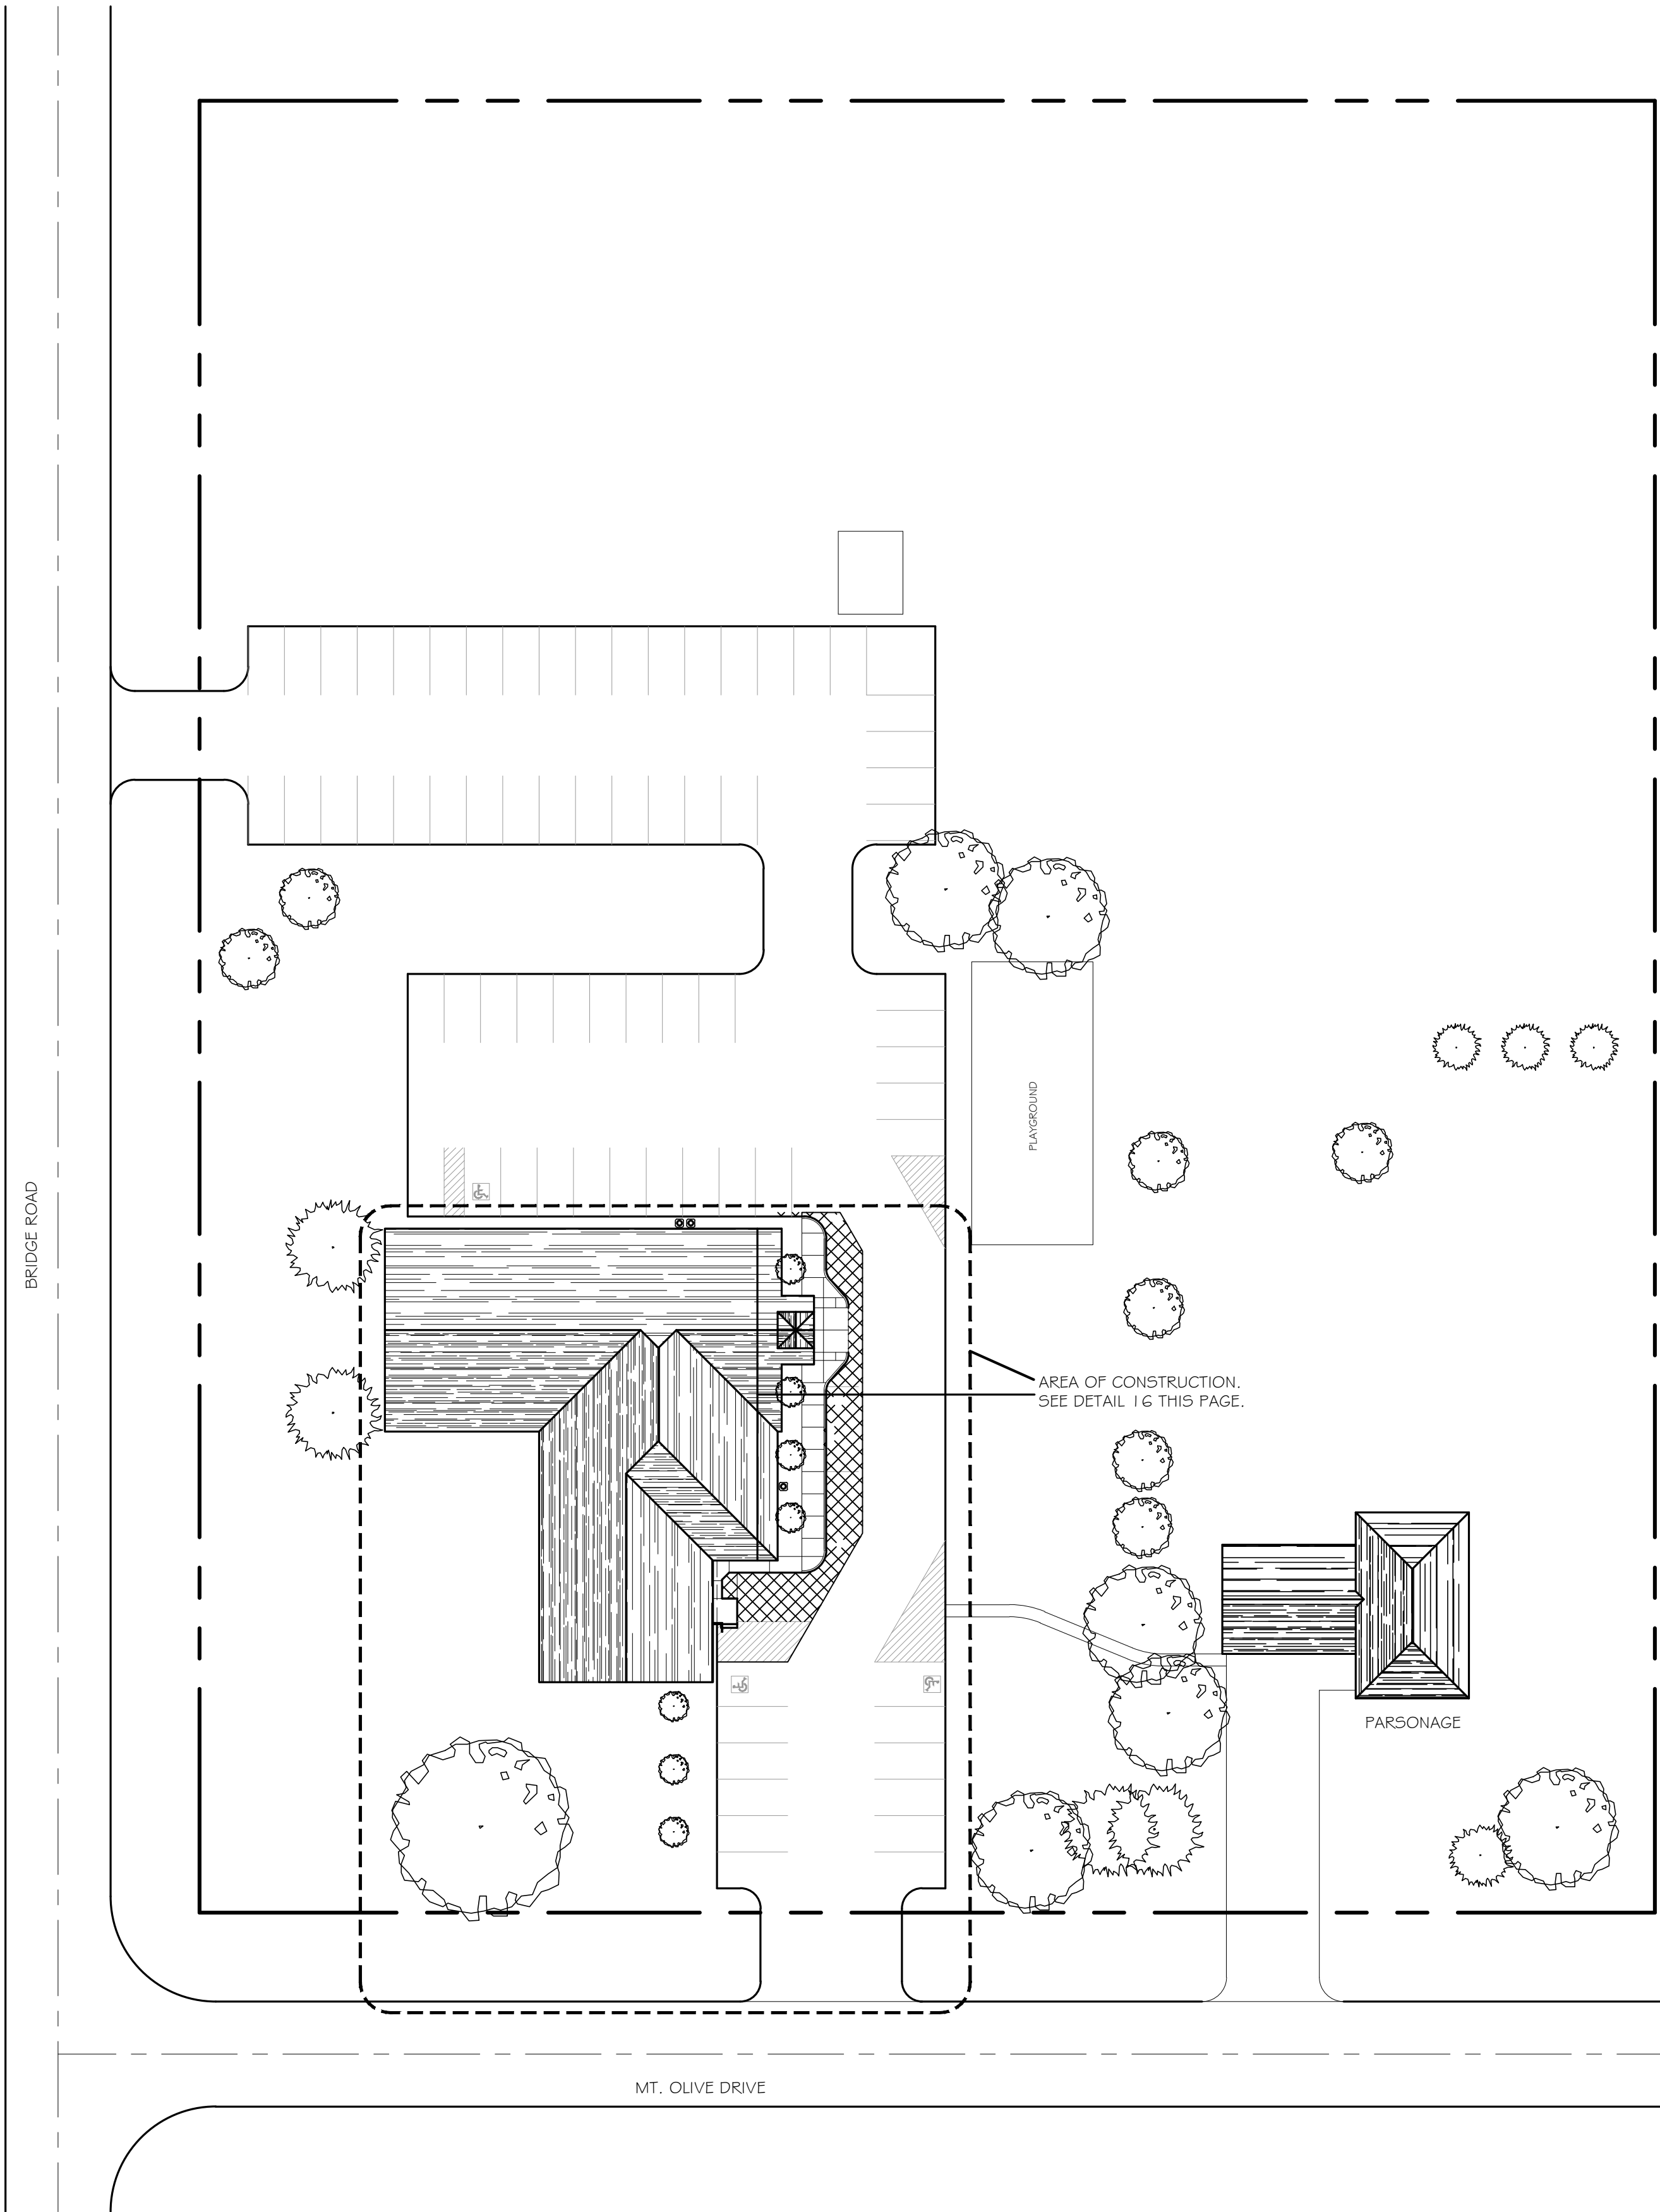 PLAYGROUND
BRIDGE ROAD
AREA OF CONSTRUCTION.
SEE DETAIL 16 THIS PAGE.
PARSONAGE
MT. OLIVE DRIVE